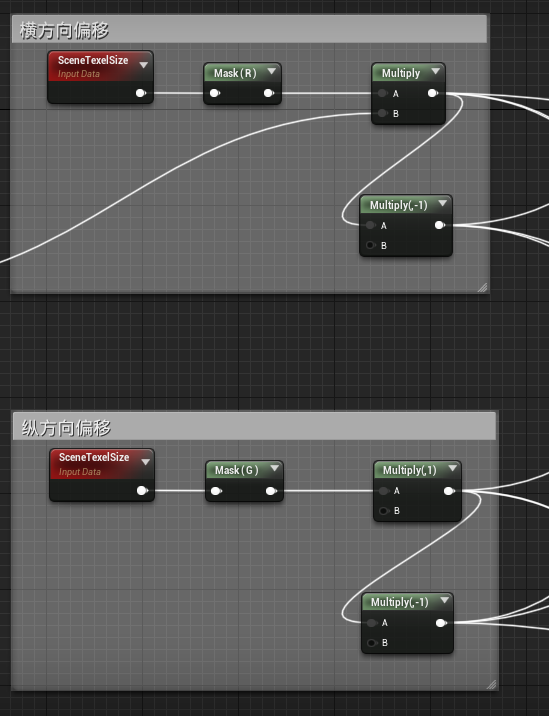 横方向偏移
SceneTexelSize
Input Data
Mask ( R )
Multiply
A
B
Multiply(,-1)
A
B
纵方向偏移
SceneTexelSize
Input Data
Mask ( G )
Multiply(,1)
A
B
Multiply(,-1)
A
B